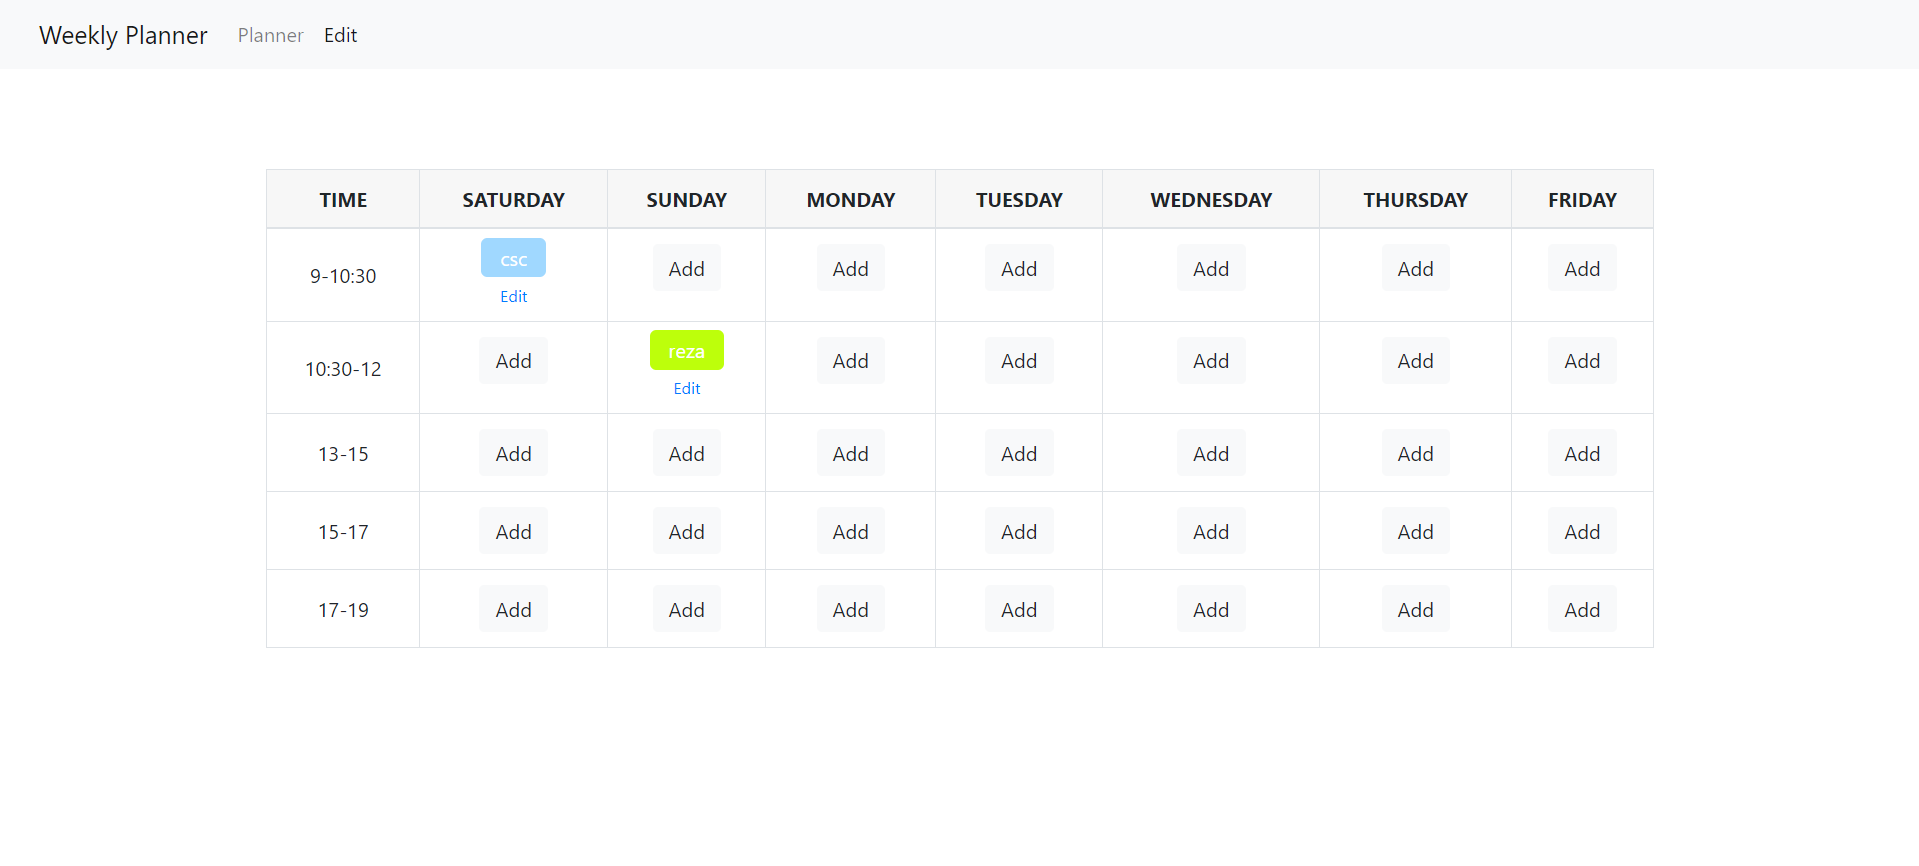 Weekly Planner Planner Edit
TIME SATURDAY SUNDAY MONDAY TUESDAY WEDNESDAY THURSDAY FRIDAY
9-10:30 csc Add Add Add Add Add Add
Edit
10:30-12 Add reza Add Add Add Add Add
Edit
13-15 Add Add Add Add Add Add Add
15-17 Add Add Add Add Add Add Add
17-19 Add Add Add Add Add Add Add